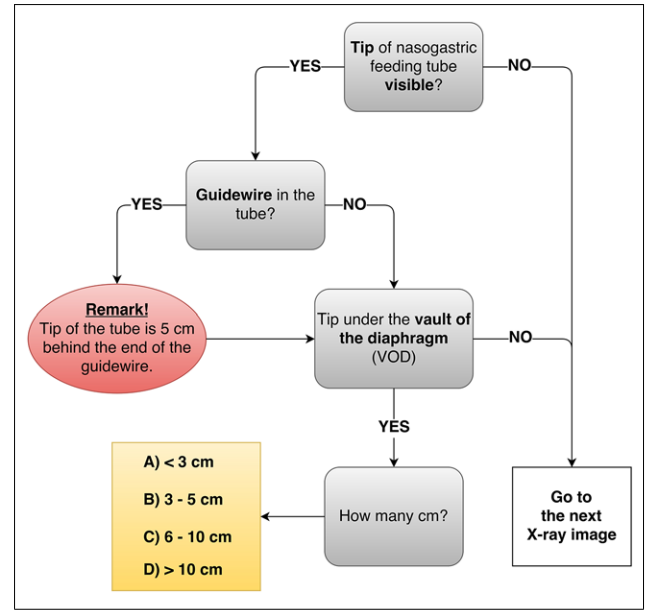 Tip of nasogastric
feeding tube
visible?
YES
NO
Guidewire in the
tube?
YES
NO
Remark!
Tip of the tube is 5 cm
behind the end of the
guidewire.
Tip under the vault of
the diaphragm
(VOD)
NO
YES
How many cm?
A) < 3 cm
B) 3 - 5 cm
C) 6 - 10 cm
D) > 10 cm
Go to
the next
X-ray image